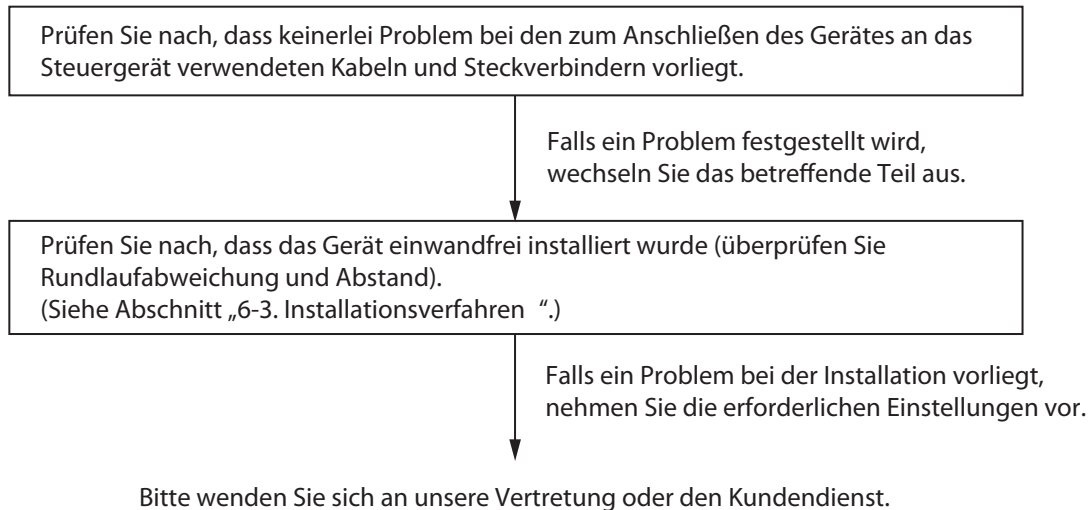 Prüfen Sie nach, dass keinerlei Problem bei den zum Anschließen des Gerätes an das
Steuergerät verwendeten Kabeln und Steckverbindern vorliegt.
Falls ein Problem festgestellt wird,
wechseln Sie das betreffende Teil aus.
Prüfen Sie nach, dass das Gerät einwandfrei installiert wurde (überprüfen Sie
Rundlaufabweichung und Abstand).
(Siehe Abschnitt „6-3. Installationsverfahren “.)
Falls ein Problem bei der Installation vorliegt,
nehmen Sie die erforderlichen Einstellungen vor.
Bitte wenden Sie sich an unsere Vertretung oder den Kundendienst.